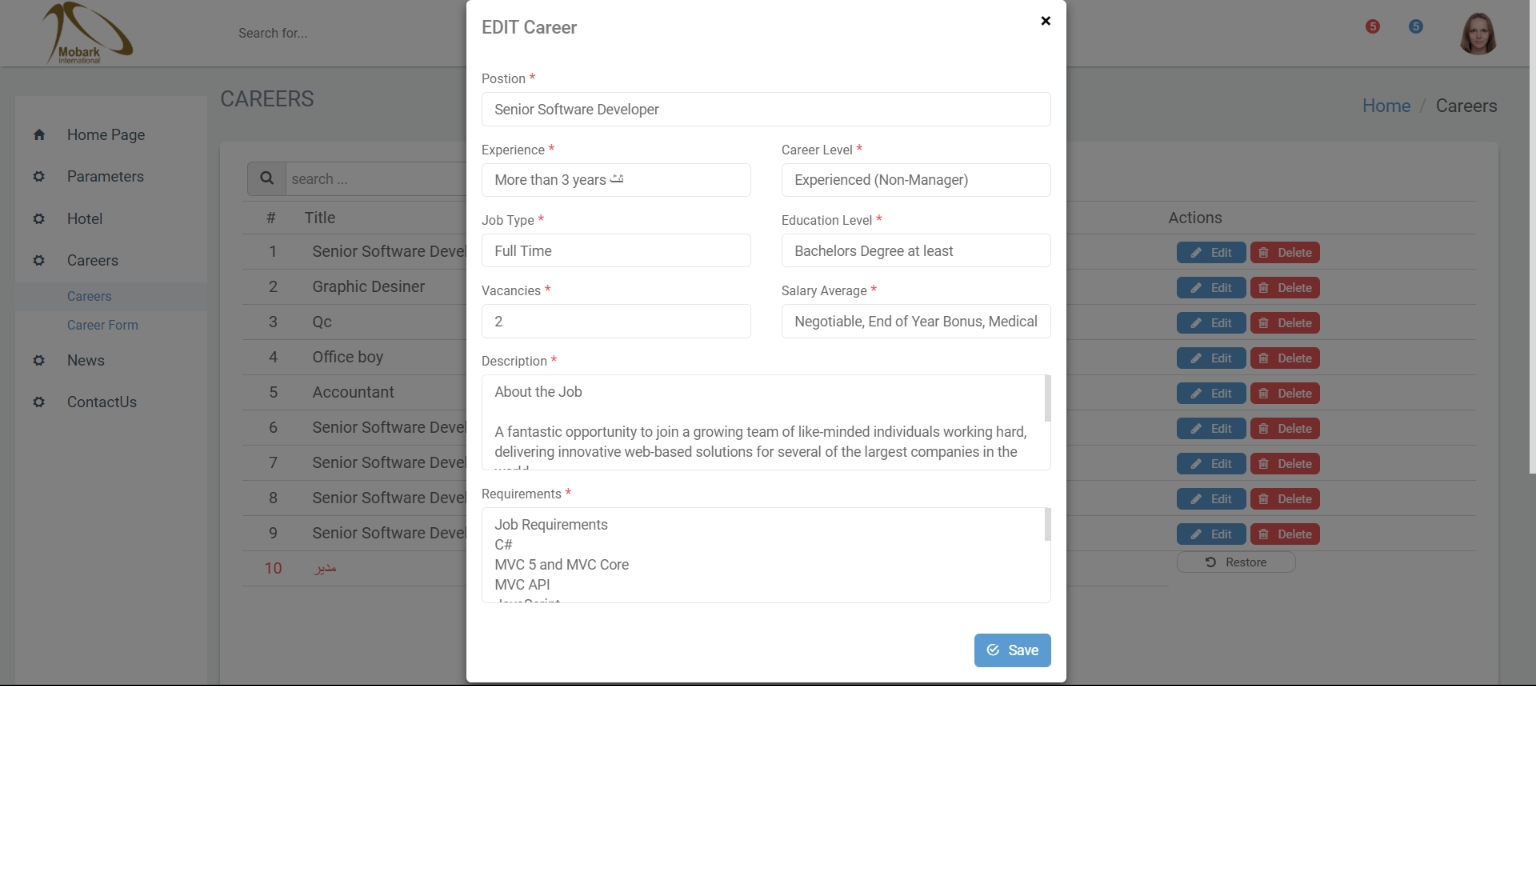 Mobark
International
Search for...
5
5
CAREERS
Home / Careers
Home Page
Parameters
Hotel
Careers
Careers
Career Form
News
ContactUs
search ...
# Title Actions
1 Senior Software Deve Edit Delete
2 Graphic Desiner Edit Delete
3 Qc Edit Delete
4 Office boy Edit Delete
5 Accountant Edit Delete
6 Senior Software Deve Edit Delete
7 Senior Software Deve Edit Delete
8 Senior Software Deve Edit Delete
9 Senior Software Deve Edit Delete
10 مدير Restore
EDIT Career ×
Postion *
Senior Software Developer
Experience * Career Level *
More than 3 years Experienced (Non-Manager)
Job Type * Education Level *
Full Time Bachelors Degree at least
Vacancies * Salary Average *
2 Negotiable, End of Year Bonus, Medical
Description *
About the Job
A fantastic opportunity to join a growing team of like-minded individuals working hard,
delivering innovative web-based solutions for several of the largest companies in the
world
Requirements *
Job Requirements
C#
MVC 5 and MVC Core
MVC API
JavaScript
Save